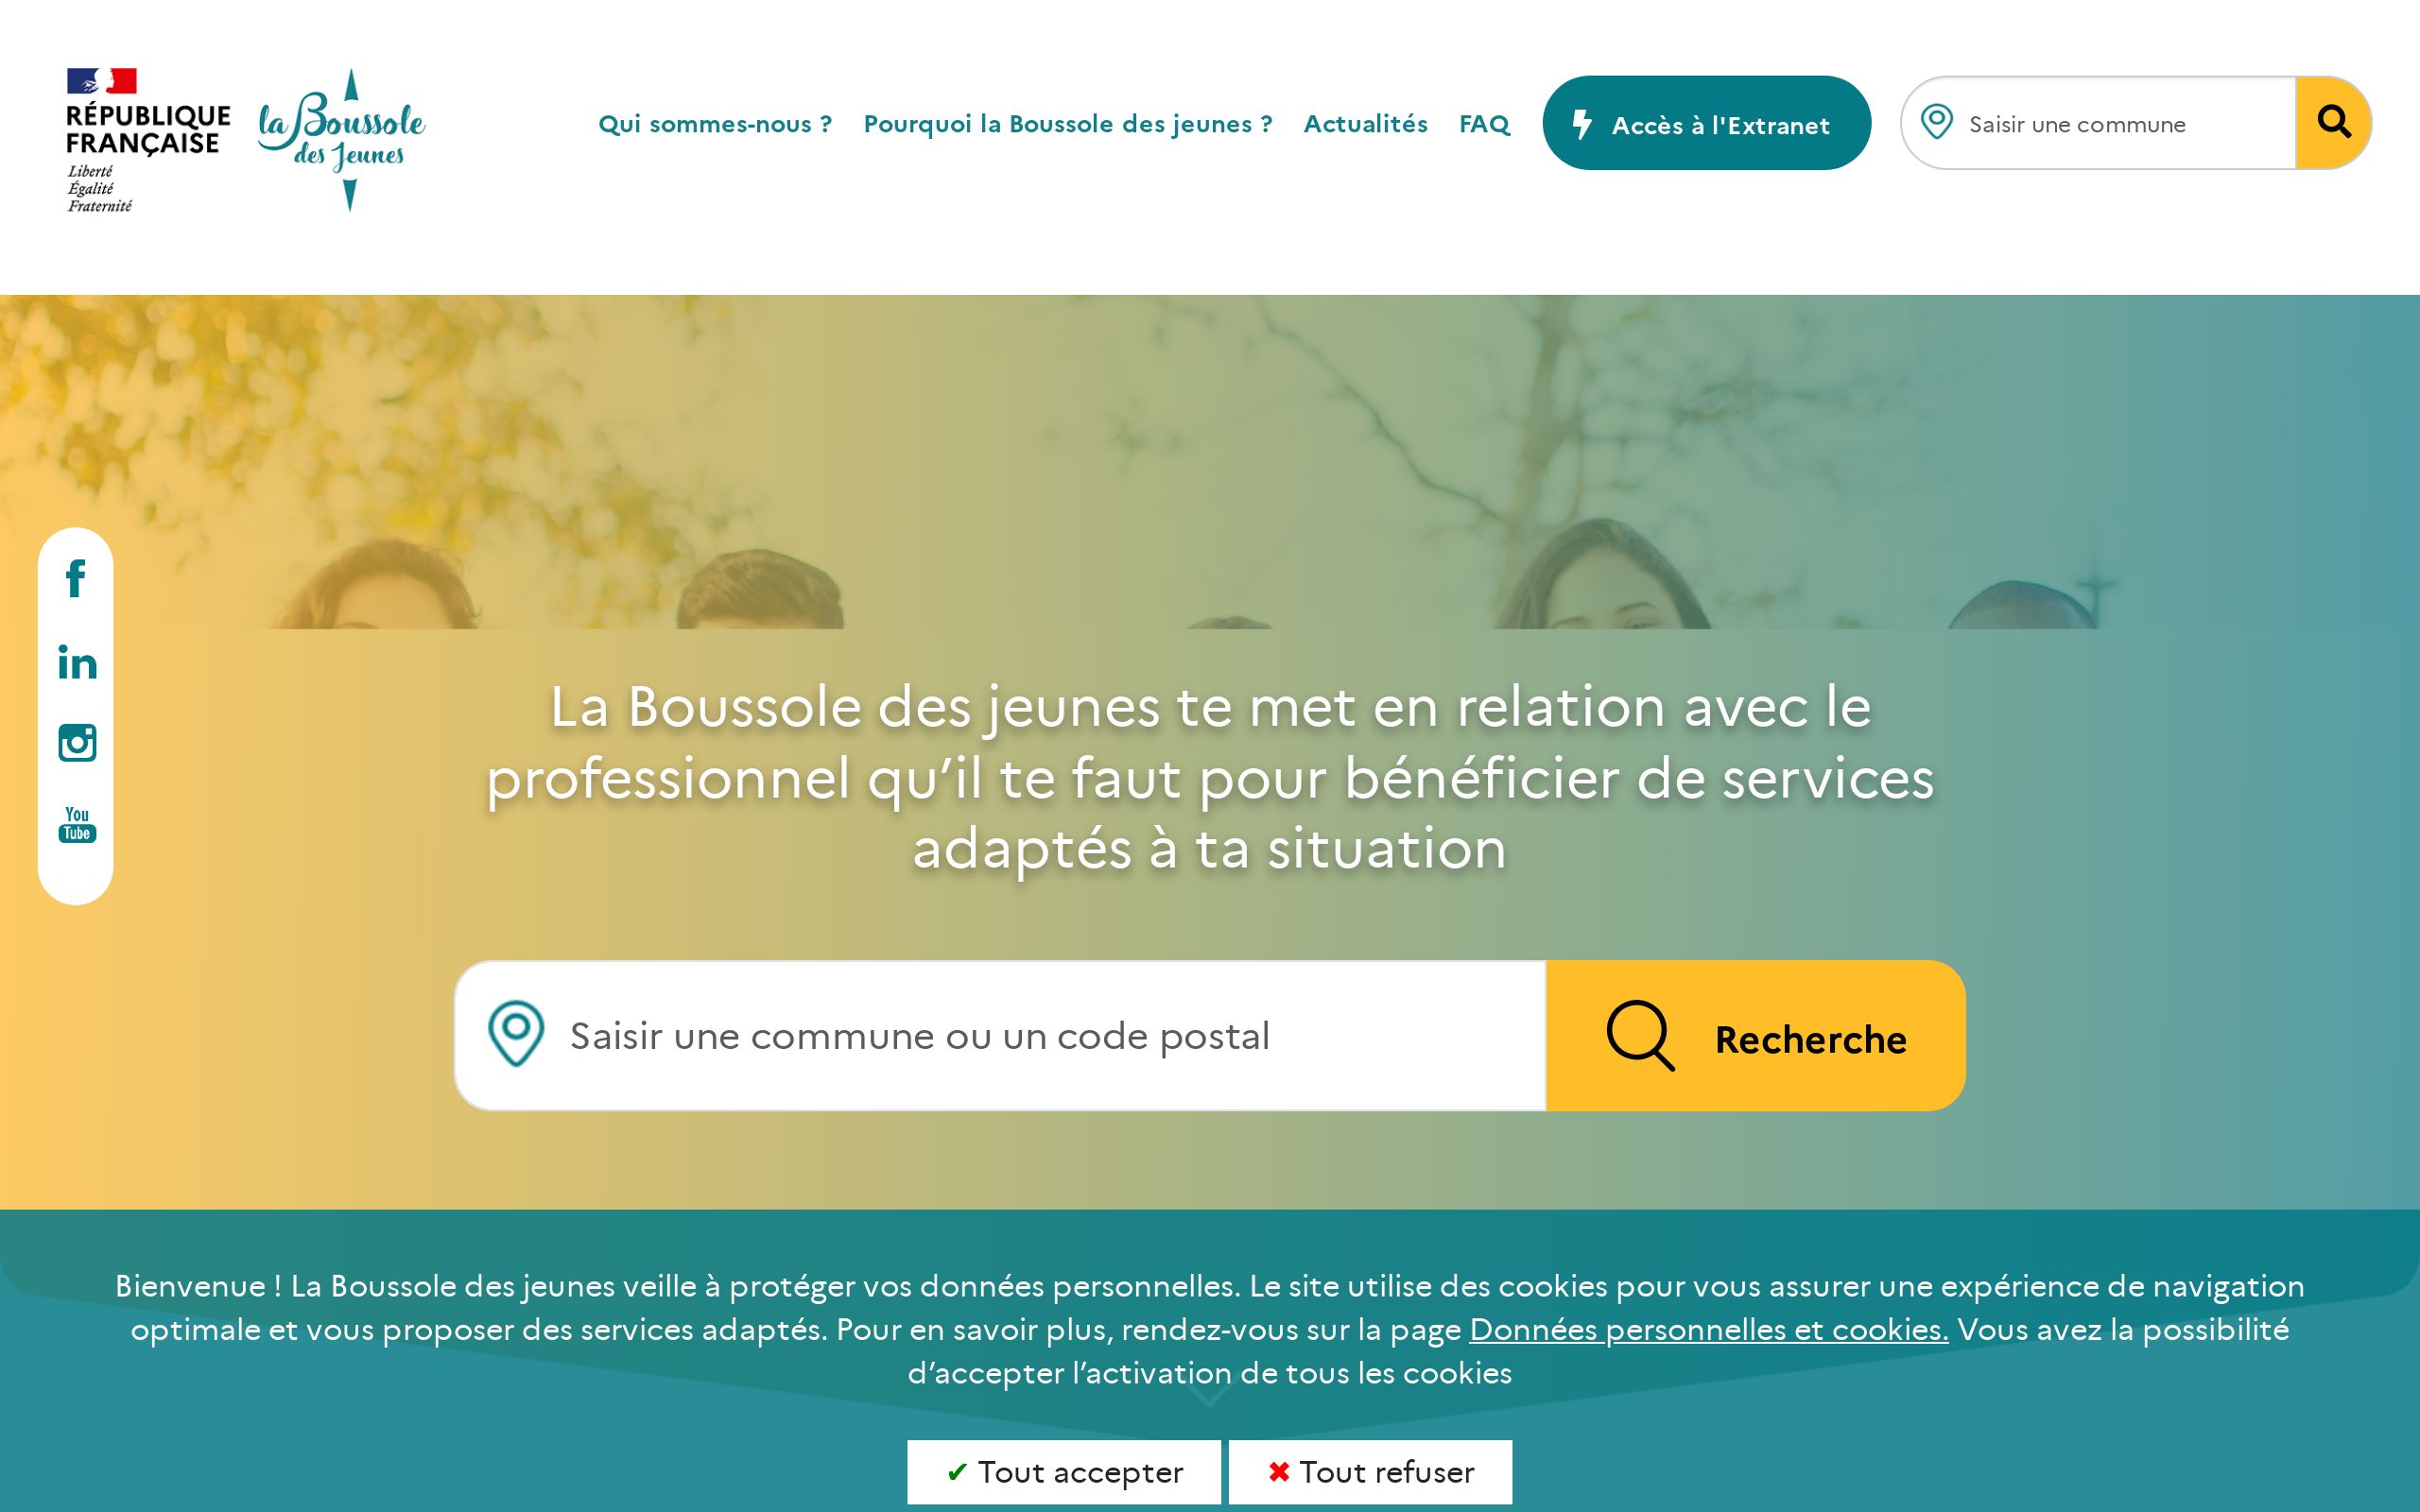 RÉPUBLIQUE
FRANÇAISE
Liberté
Égalité
Fraternité
la Boussole
des Jeunes
Qui sommes-nous ? Pourquoi la Boussole des jeunes ? Actualités FAQ Accès à l'Extranet Saisir une commune
in
You
Tube
La Boussole des jeunes te met en relation avec le
professionnel qu’il te faut pour bénéficier de services
adaptés à ta situation
Saisir une commune ou un code postal Recherche
Bienvenue ! La Boussole des jeunes veille à protéger vos données personnelles. Le site utilise des cookies pour vous assurer une expérience de navigation
optimale et vous proposer des services adaptés. Pour en savoir plus, rendez-vous sur la page Données personnelles et cookies. Vous avez la possibilité
d’accepter l’activation de tous les cookies
✔ Tout accepter ✖ Tout refuser